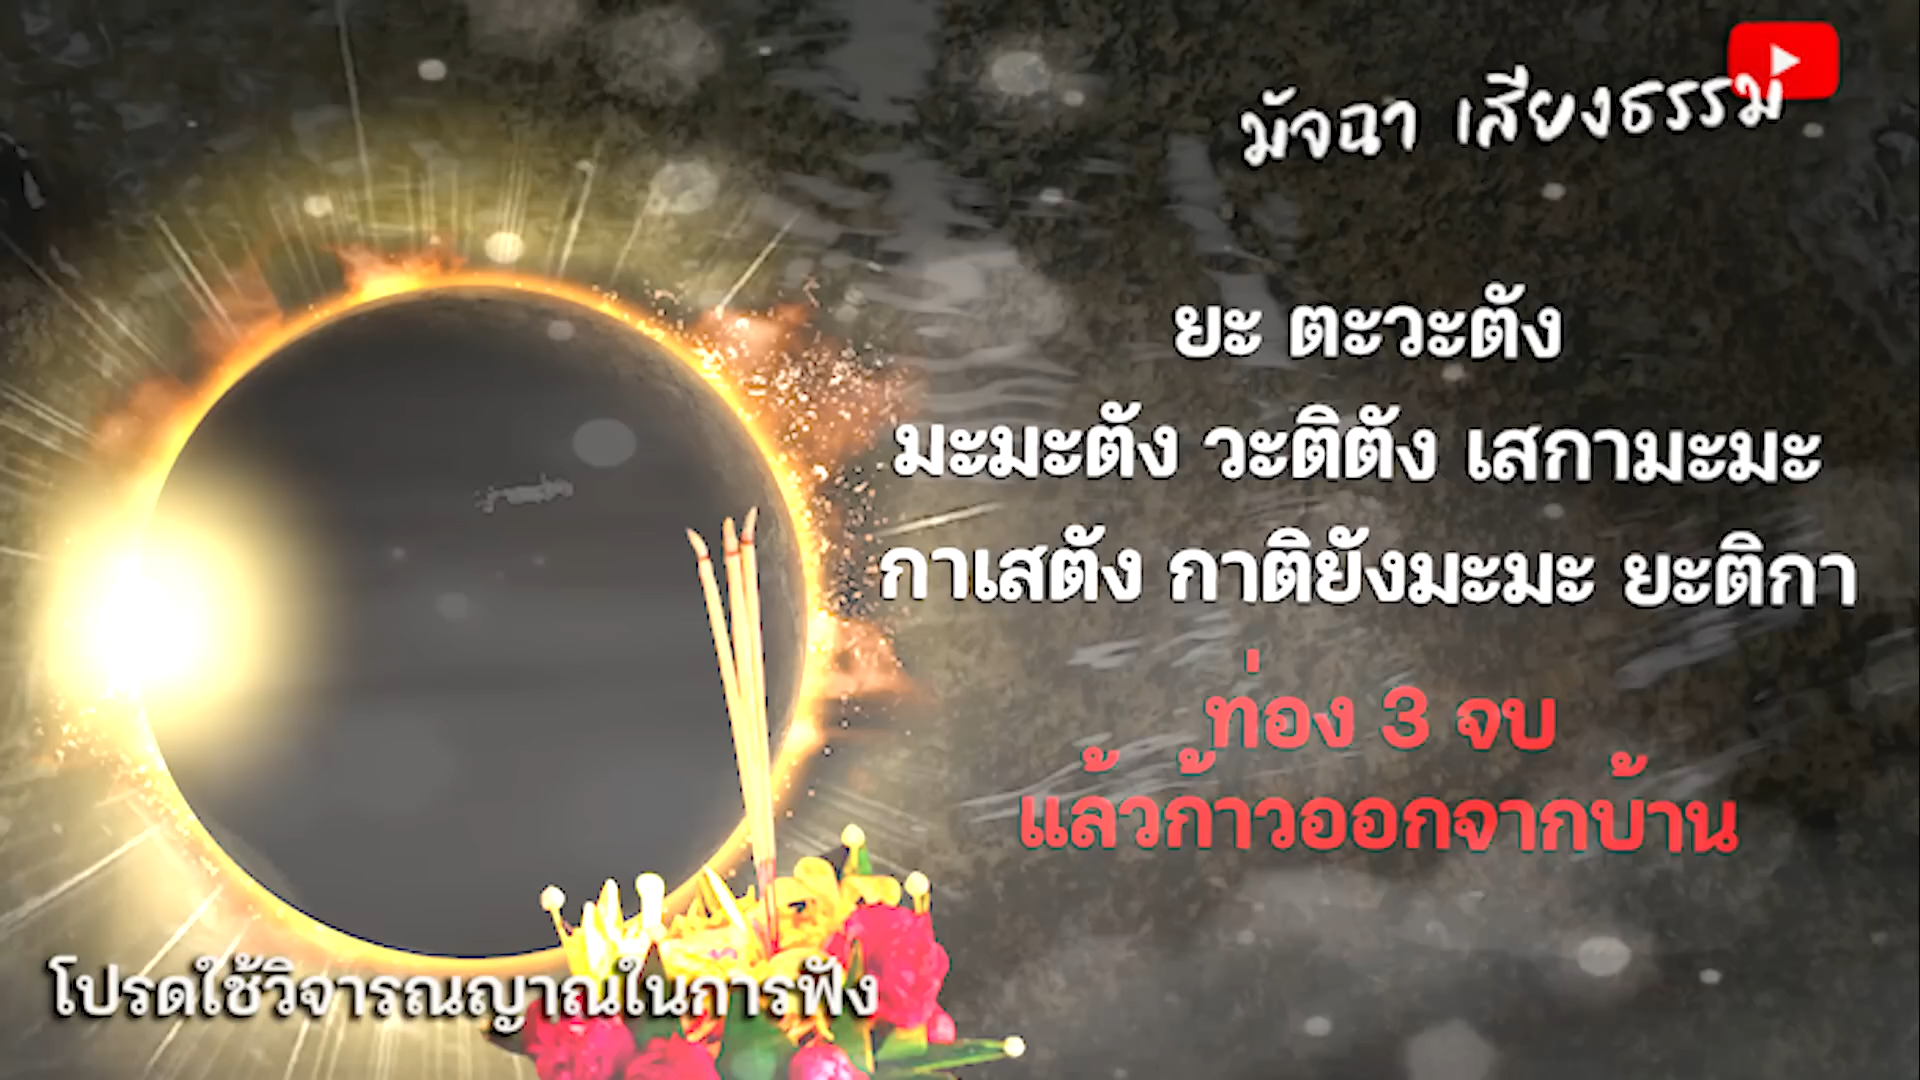 มัจฉา เสียงธรรม
ยะ ตะวะตัง
มะมะตัง วะติตัง เสกามะมะ
กาเสตัง กาติยังมะมะ ยะติกา
ท่อง 3 จบ
แล้วก้าวออกจากบ้าน
โปรดใช้วิจารณญาณในการฟัง